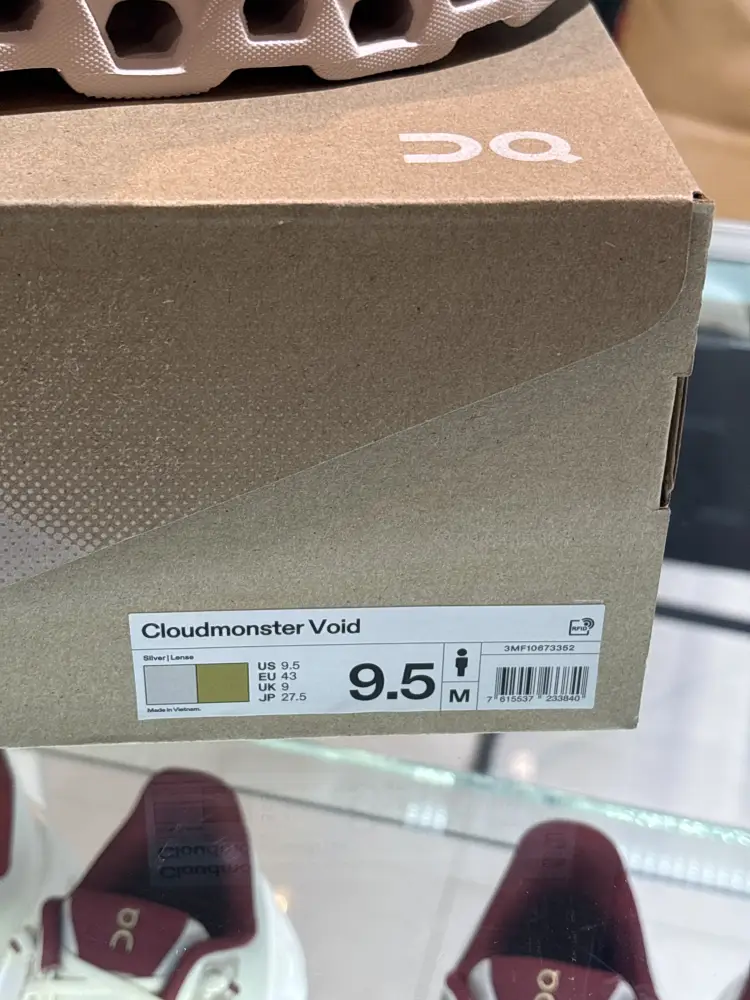 Cloudmonster Void
RFID
Silver | Lense
US 9.5
EU 43
UK 9
JP 27.5
9.5
M
3MF10673352
7 615537 233840
Made in Vietnam.